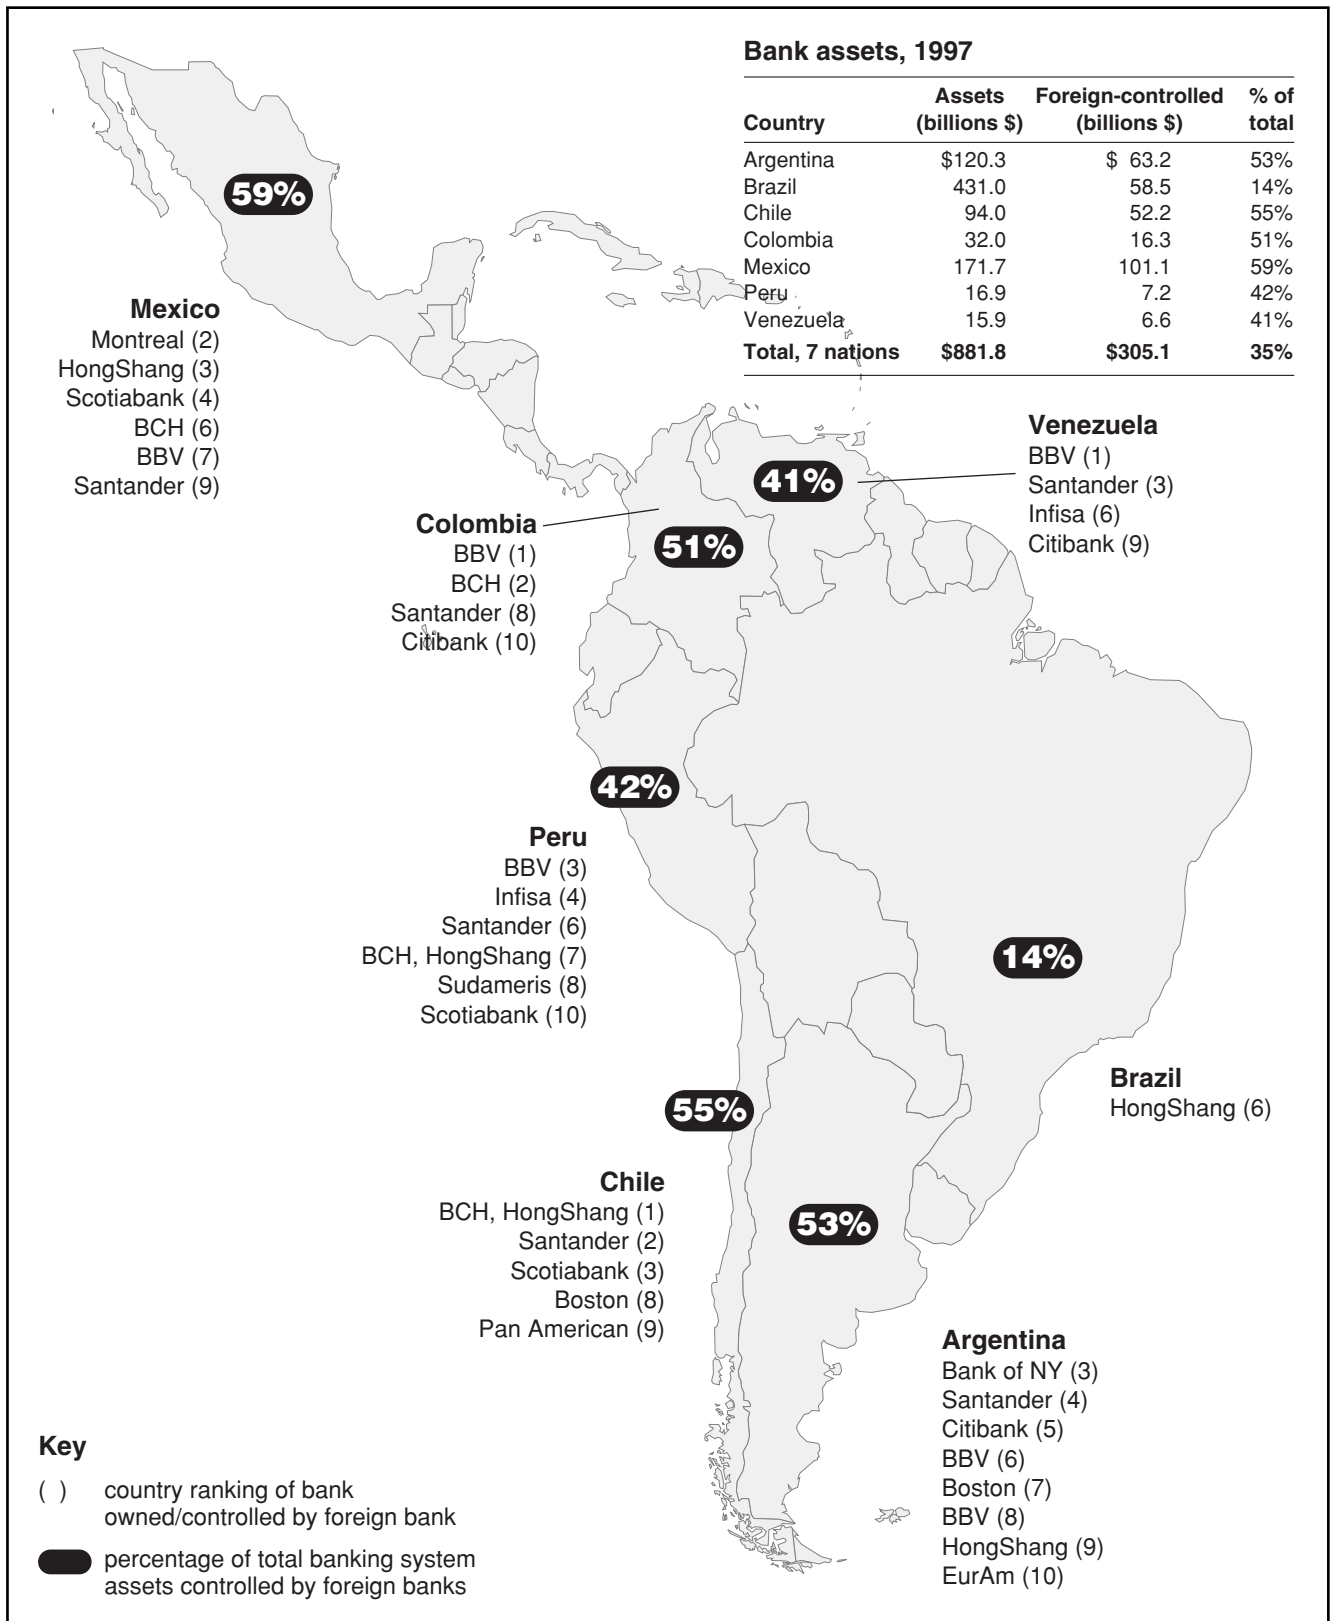 Bank assets, 1997
Assets Foreign-controlled % of
Country (billions $) (billions $) total
Argentina $120.3 $ 63.2 53%
Brazil 431.0 58.5 14%
Chile 94.0 52.2 55%
Colombia 32.0 16.3 51%
Mexico 171.7 101.1 59%
Peru 16.9 7.2 42%
Venezuela 15.9 6.6 41%
Total, 7 nations $881.8 $305.1 35%
59%
Mexico
Montreal (2)
HongShang (3)
Scotiabank (4)
BCH (6)
BBV (7)
Santander (9)
Venezuela
BBV (1)
Santander (3)
Infisa (6)
Citibank (9)
41%
Colombia
BBV (1)
BCH (2)
Santander (8)
Citibank (10)
51%
42%
Peru
BBV (3)
Infisa (4)
Santander (6)
BCH, HongShang (7)
Sudameris (8)
Scotiabank (10)
14%
Brazil
HongShang (6)
55%
Chile
BCH, HongShang (1)
Santander (2)
Scotiabank (3)
Boston (8)
Pan American (9)
53%
Argentina
Bank of NY (3)
Santander (4)
Citibank (5)
BBV (6)
Boston (7)
BBV (8)
HongShang (9)
EurAm (10)
Key
( ) country ranking of bank
owned/controlled by foreign bank
percentage of total banking system
assets controlled by foreign banks